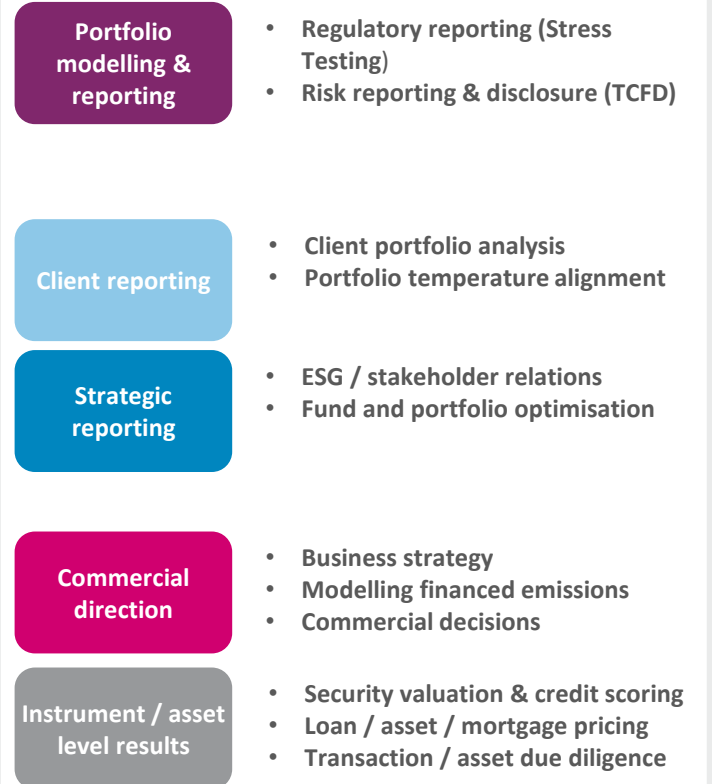 Portfolio
modelling &
reporting
• Regulatory reporting (Stress
Testing)
• Risk reporting & disclosure (TCFD)
Client reporting
• Client portfolio analysis
• Portfolio temperature alignment
Strategic
reporting
• ESG / stakeholder relations
• Fund and portfolio optimisation
Commercial
direction
• Business strategy
• Modelling financed emissions
• Commercial decisions
Instrument / asset
level results
• Security valuation & credit scoring
• Loan / asset / mortgage pricing
• Transaction / asset due diligence